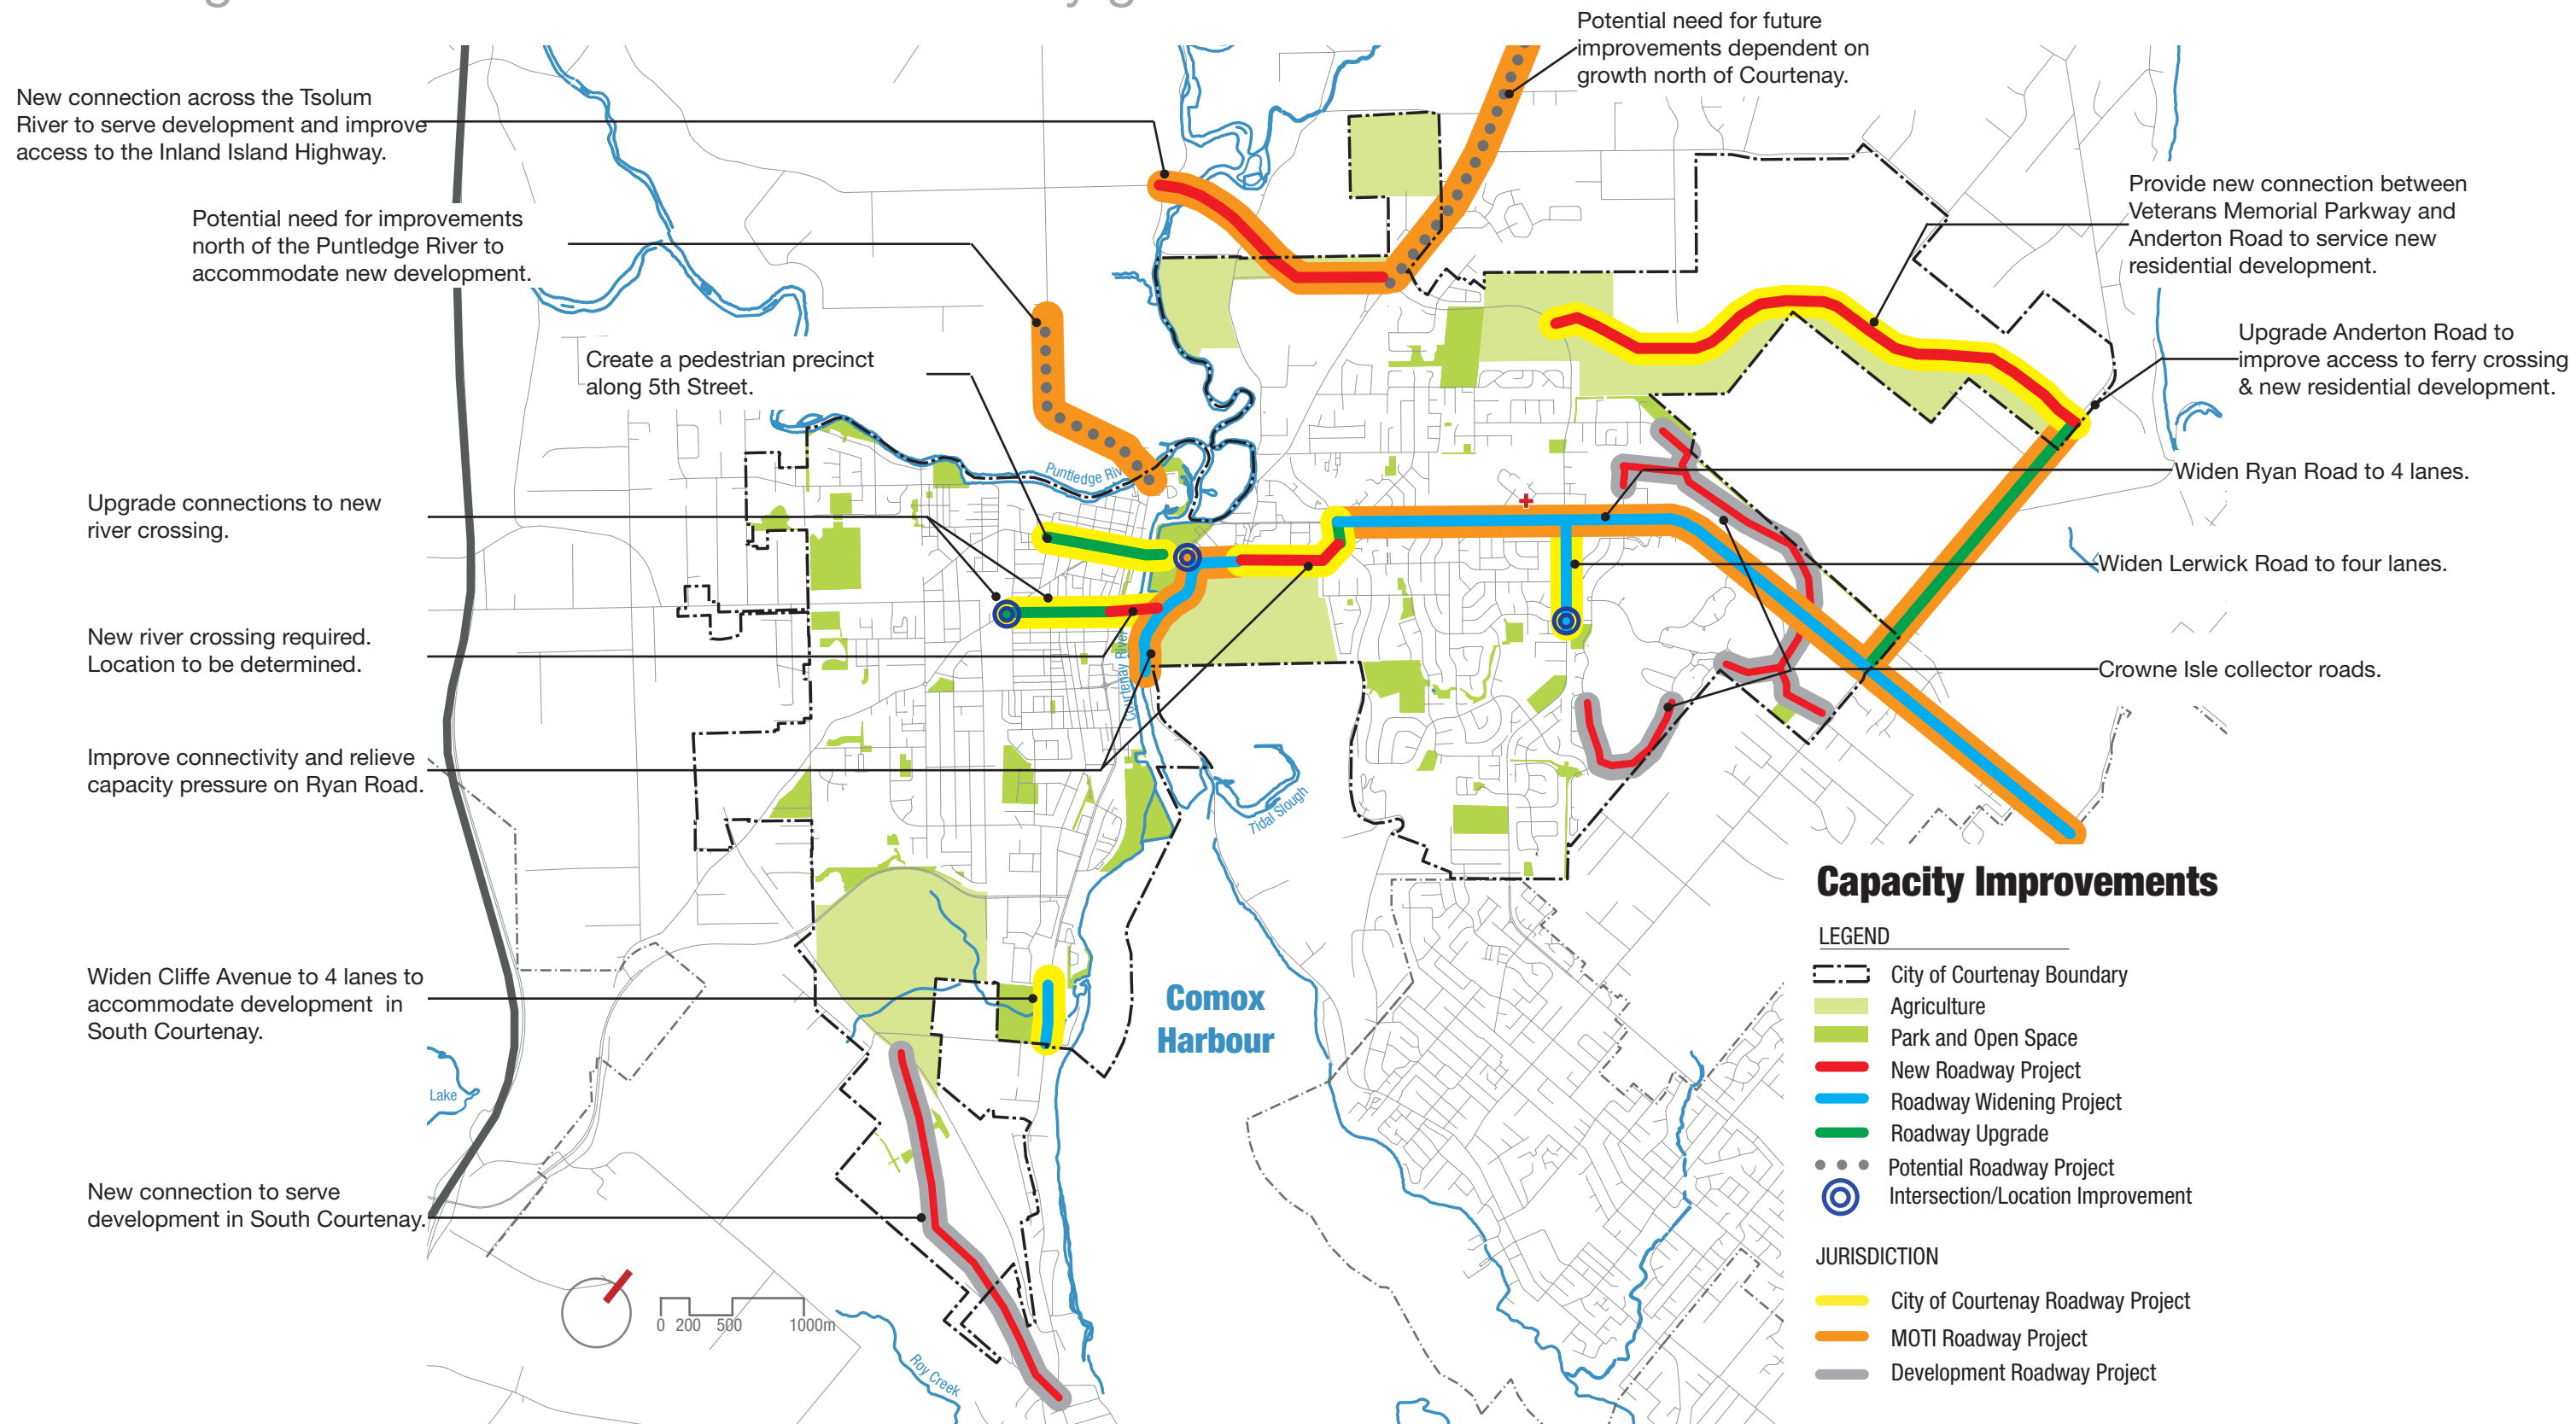 Potential need for future
improvements dependent on
growth north of Courtenay.
New connection across the Tsolum
River to serve development and improve
access to the Inland Island Highway.
Provide new connection between
Veterans Memorial Parkway and
Anderton Road to service new
residential development.
Potential need for improvements
north of the Puntledge River to
accommodate new development.
Upgrade Anderton Road to
improve access to ferry crossing
& new residential development.
Create a pedestrian precinct
along 5th Street.
Puntledge Riv
Widen Ryan Road to 4 lanes.
Upgrade connections to new
river crossing.
Widen Lerwick Road to four lanes.
New river crossing required.
Location to be determined.
Courtenay River
Crowne Isle collector roads.
Improve connectivity and relieve
capacity pressure on Ryan Road.
Tidal Slough
Widen Cliffe Avenue to 4 lanes to
accommodate development in
South Courtenay.
Comox
Harbour
Lake
New connection to serve
development in South Courtenay.
0 200 500 1000m
Roy Creek
Capacity Improvements
LEGEND
City of Courtenay Boundary
Agriculture
Park and Open Space
New Roadway Project
Roadway Widening Project
Roadway Upgrade
Potential Roadway Project
Intersection/Location Improvement
JURISDICTION
City of Courtenay Roadway Project
MOTI Roadway Project
Development Roadway Project